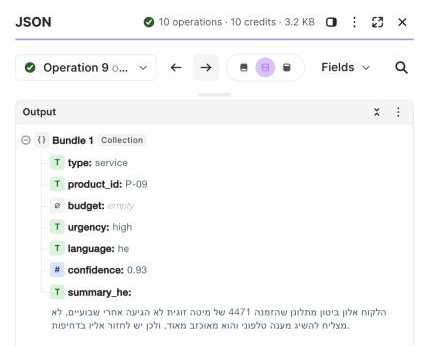 JSON
10 operations · 10 credits · 3.2 KB
Operation 9 o...
Fields
Output
Bundle 1 Collection
type: service
product_id: P-09
budget: empty
urgency: high
language: he
confidence: 0.93
summary_he:
הלקוח אלון ביטון מתלונן שהזמנה 4471 של מיטה זוגית לא הגיעה אחרי שבועיים, לא
מצליח להשיג מענה טלפוני והוא מאוכזב מאוד, ולכן יש לחזור אליו בדחיפות.